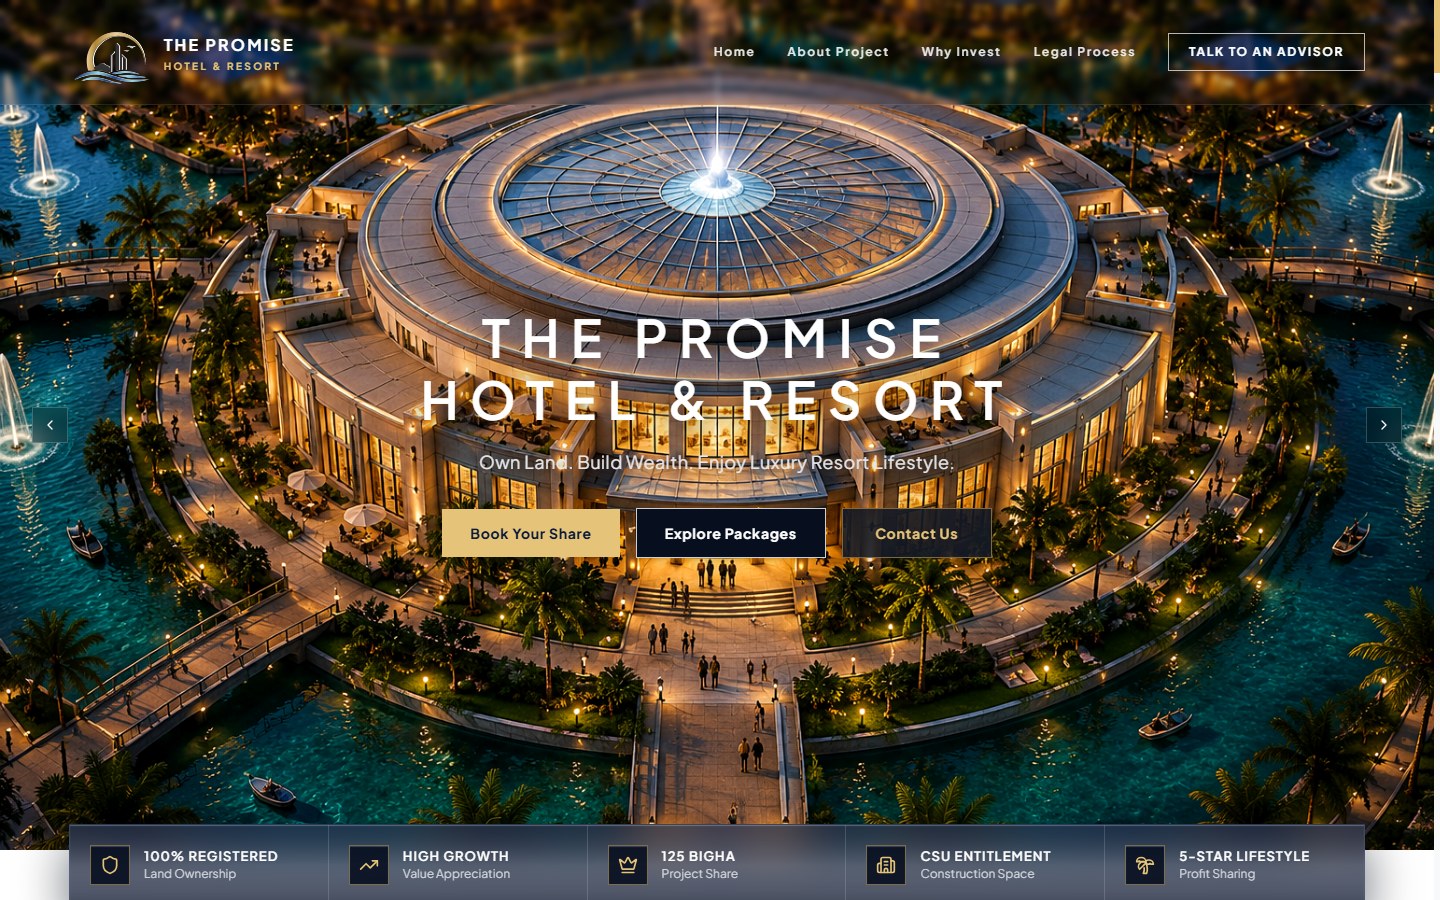 THE PROMISE
HOTEL & RESORT
Home
About Project
Why Invest
Legal Process
TALK TO AN ADVISOR
THE PROMISE
HOTEL & RESORT
Own Land. Build Wealth. Enjoy Luxury Resort Lifestyle.
Book Your Share
Explore Packages
Contact Us
100% REGISTERED
Land Ownership
HIGH GROWTH
Value Appreciation
125 BIGHA
Project Share
CSU ENTITLEMENT
Construction Space
5-STAR LIFESTYLE
Profit Sharing